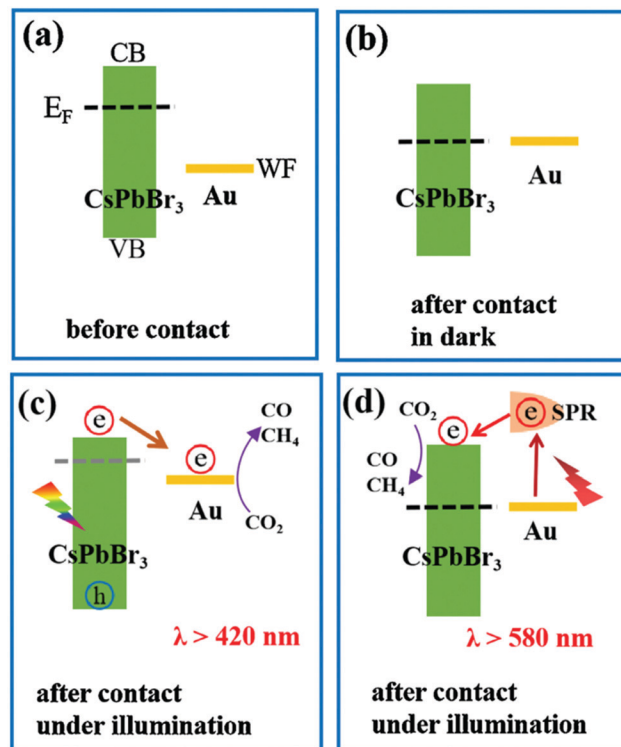 (a)
CB
E_F
WF
CsPbBr₃
Au
VB
before contact
(b)
CsPbBr₃
Au
after contact
in dark
(c)
e
e
CO
CH₄
Au
CO₂
CsPbBr₃
h
λ > 420 nm
after contact
under illumination
(d)
CO₂
e
e SPR
CO
CH₄
Au
CsPbBr₃
λ > 580 nm
after contact
under illumination